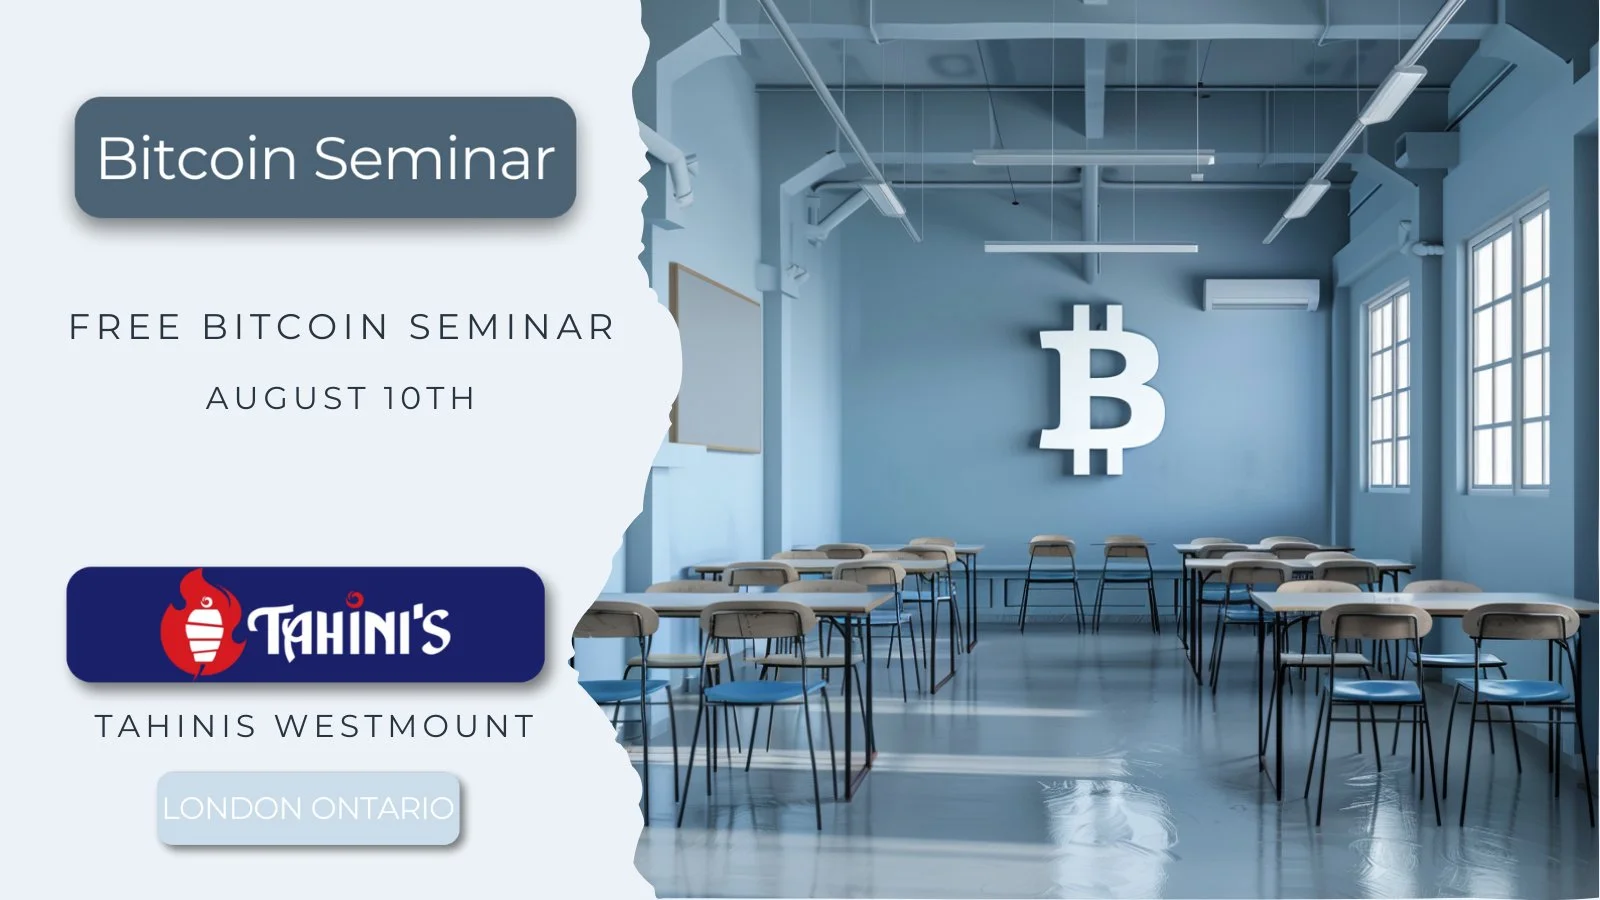 Bitcoin Seminar
FREE BITCOIN SEMINAR
AUGUST 10TH
TAHINI'S
TAHINIS WESTMOUNT
LONDON ONTARIO